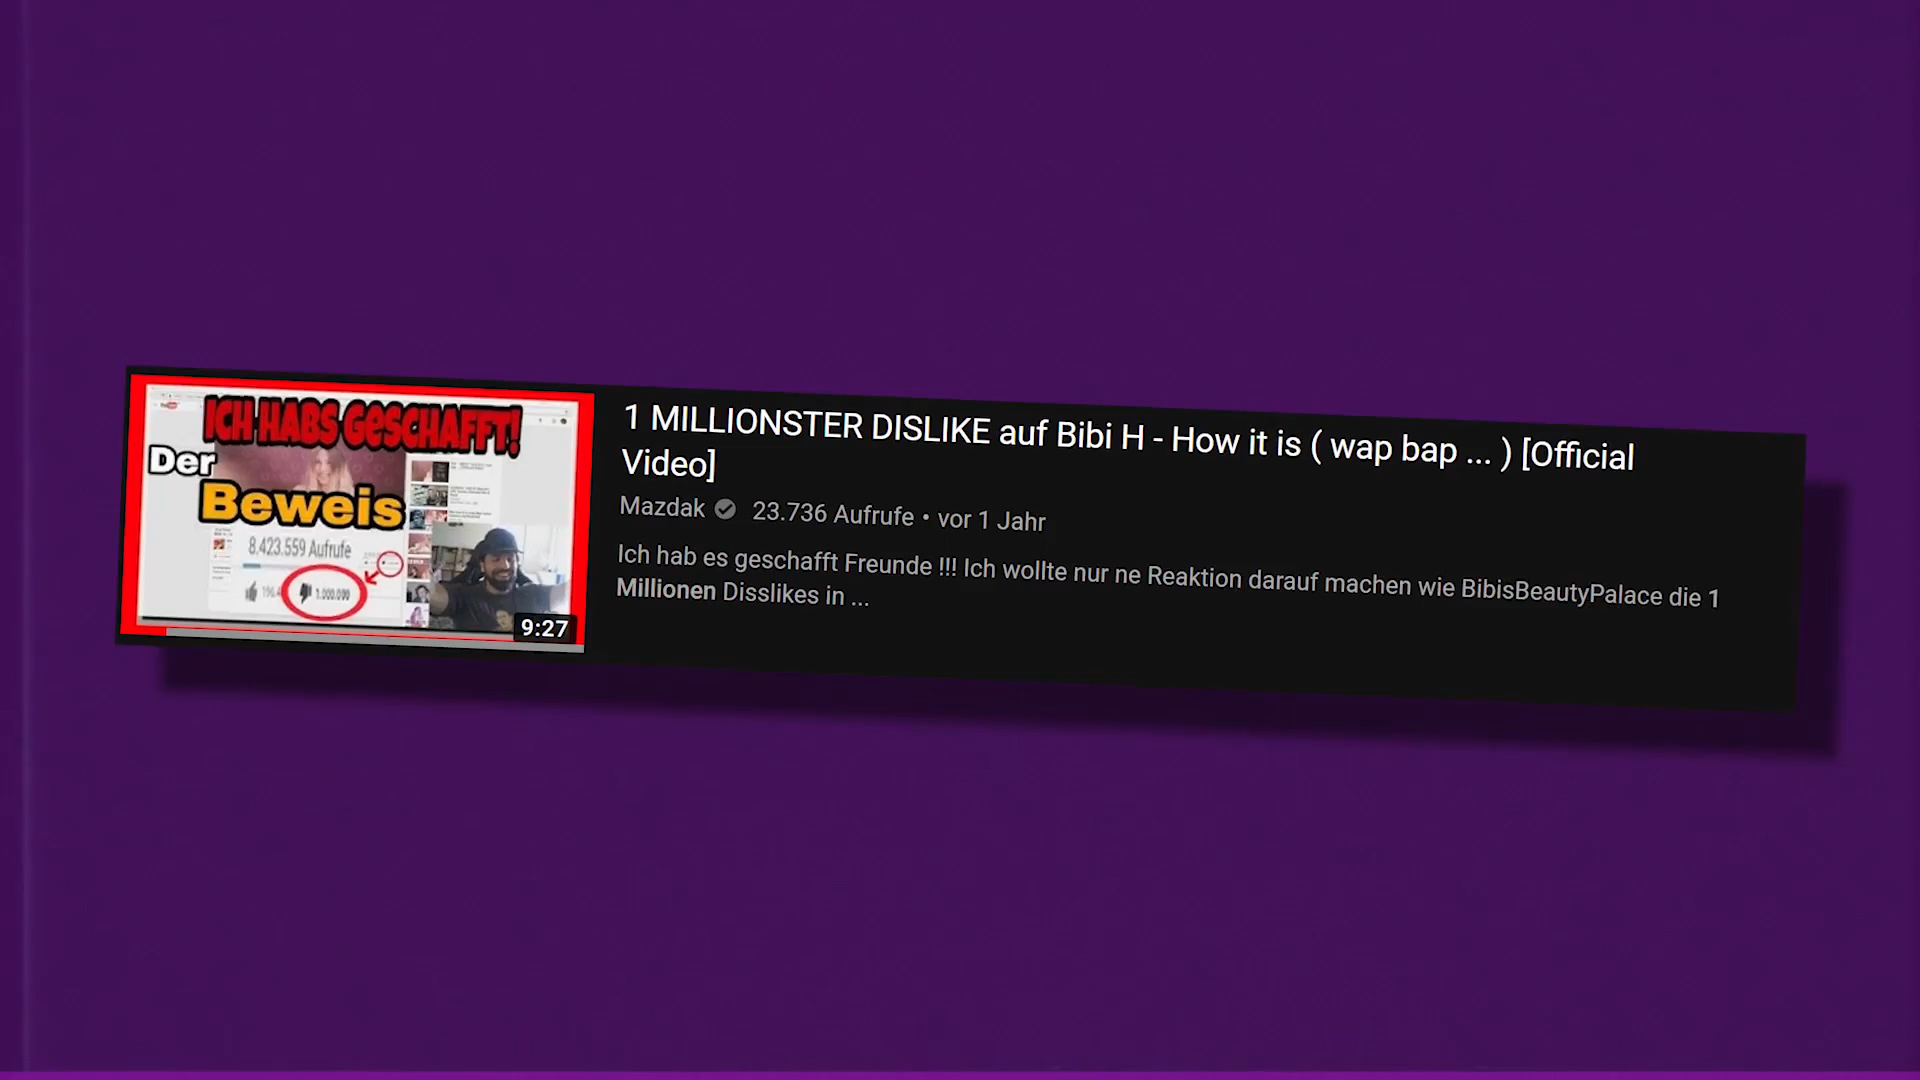 ICH HABS GESCHAFFT!
Der
Beweis
8.423.559 Aufrufe
9:27
1 MILLIONSTER DISLIKE auf Bibi H - How it is ( wap bap ... ) [Official
Video]
Mazdak 23.736 Aufrufe • vor 1 Jahr
Ich hab es geschafft Freunde !!! Ich wollte nur ne Reaktion darauf machen wie BibisBeautyPalace die 1
Millionen Disslikes in ...